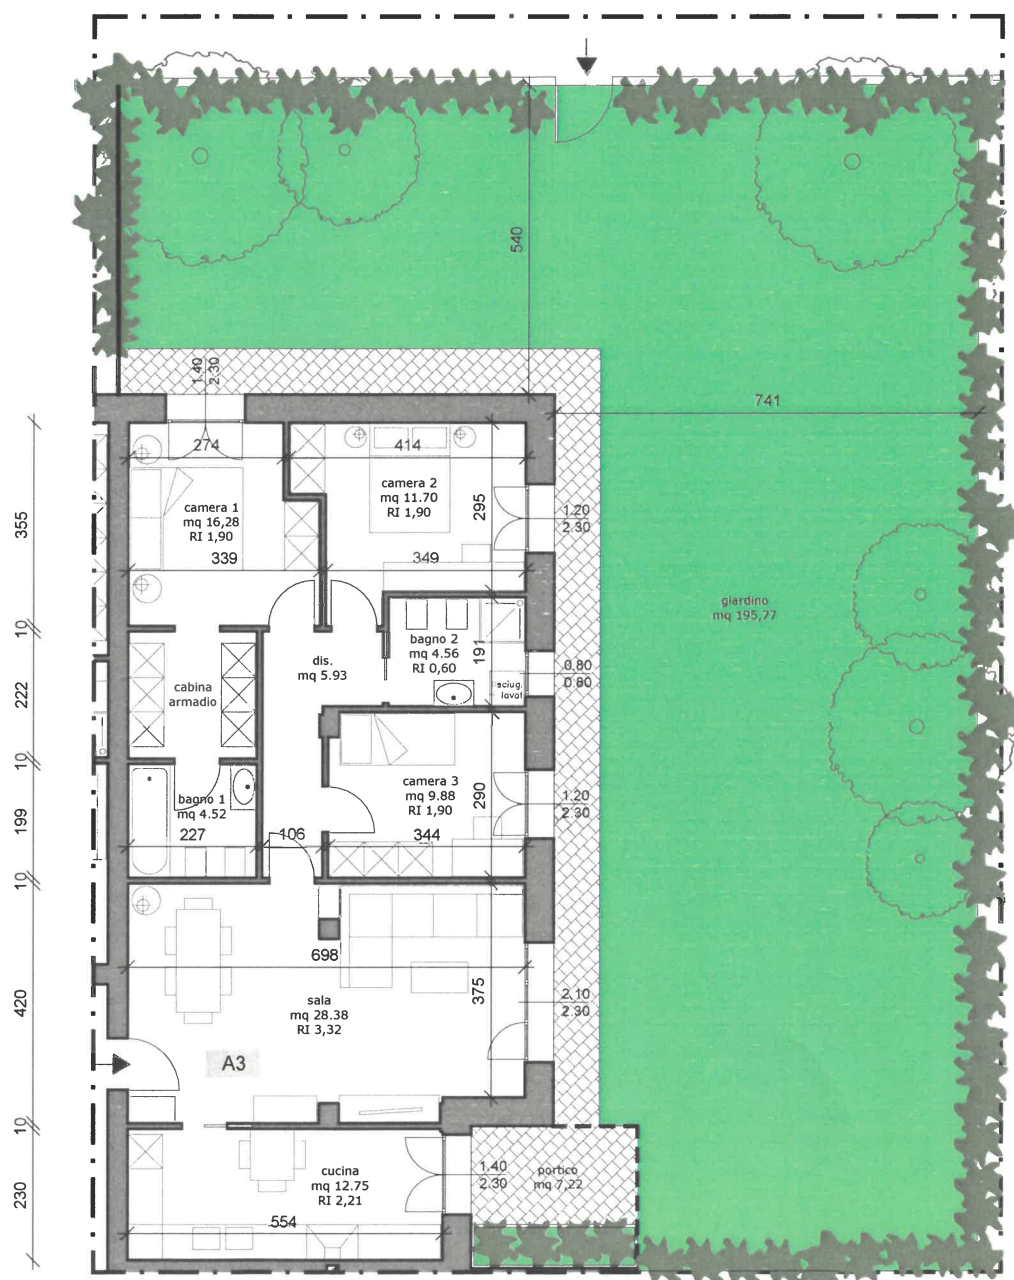 540
1.40
2.30
741
274
414
camera 1
mq 16,28
RI 1,90
camera 2
mq 11.70
RI 1,90
295
1.20
2.30
355
339
349
giardino
mq 195,77
10
bagno 2
mq 4.56
RI 0,60
191
dis.
mq 5.93
0.80
0.80
sciug.
lavat
222
cabina
armadio
10
camera 3
mq 9.88
RI 1,90
290
1.20
2.30
bagno 1
mq 4.52
199
227
106
344
10
698
375
420
sala
mq 28.38
RI 3,32
2.10
2.30
A3
10
cucina
mq 12.75
RI 2,21
1.40
2.30
portico
mq 7,22
230
554